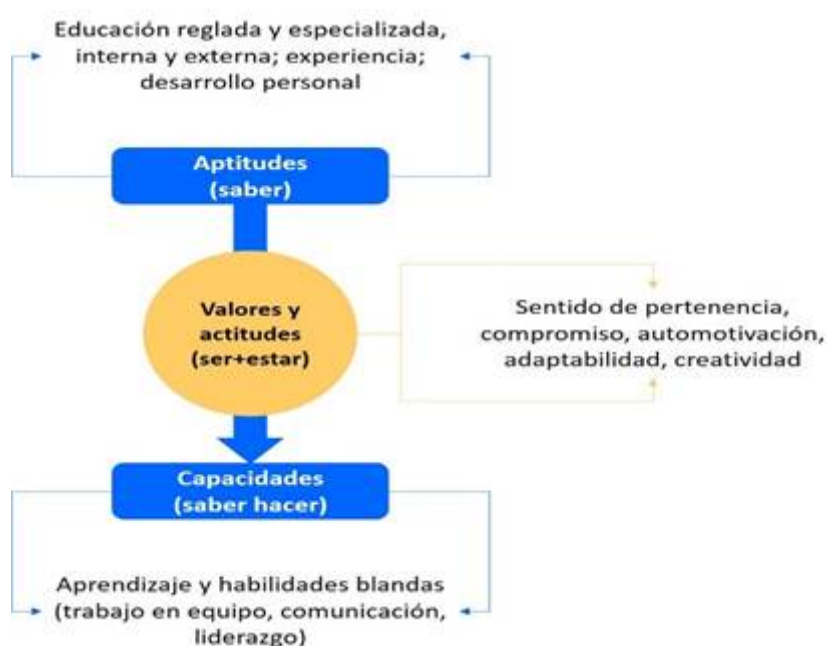 Educación reglada y especializada,
interna y externa; experiencia;
desarrollo personal
Aptitudes
(saber)
Valores y
actitudes
(ser+estar)
Sentido de pertenencia,
compromiso, automotivación,
adaptabilidad, creatividad
Capacidades
(saber hacer)
Aprendizaje y habilidades blandas
(trabajo en equipo, comunicación,
liderazgo)